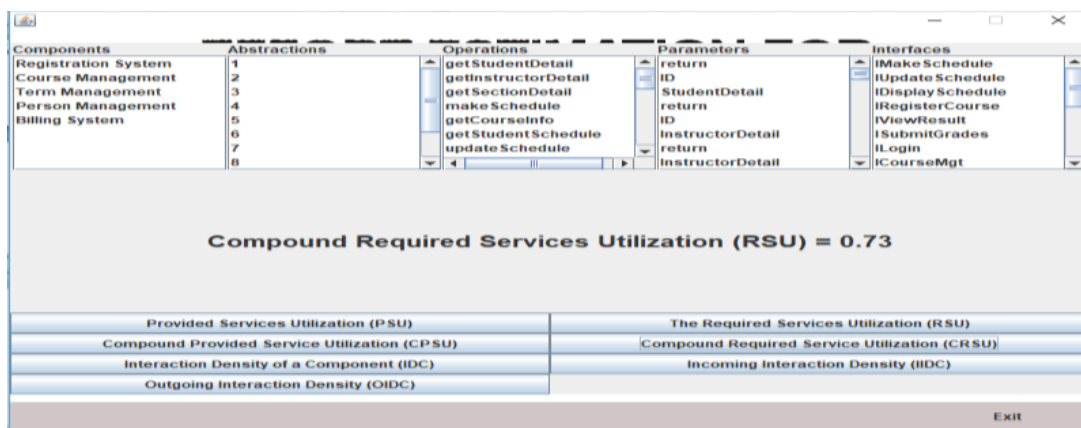 Components Abstractions Operations Parameters Interfaces
Registration System 1 getStudentDetail return IMakeSchedule
Course Management 2 getInstructorDetail ID IUpdateSchedule
Term Management 3 getSectionDetail StudentDetail IDisplaySchedule
Person Management 4 makeSchedule return IRegisterCourse
Billing System 5 getCourseInfo ID IViewResult
6 getStudentSchedule InstructorDetail ISubmitGrades
7 updateSchedule return ILogin
8 InstructorDetail ICourseMgt
Compound Required Services Utilization (RSU) = 0.73
Provided Services Utilization (PSU) The Required Services Utilization (RSU)
Compound Provided Service Utilization (CPSU) Compound Required Service Utilization (CRSU)
Interaction Density of a Component (IDC) Incoming Interaction Density (IIDC)
Outgoing Interaction Density (OIDC)
Exit